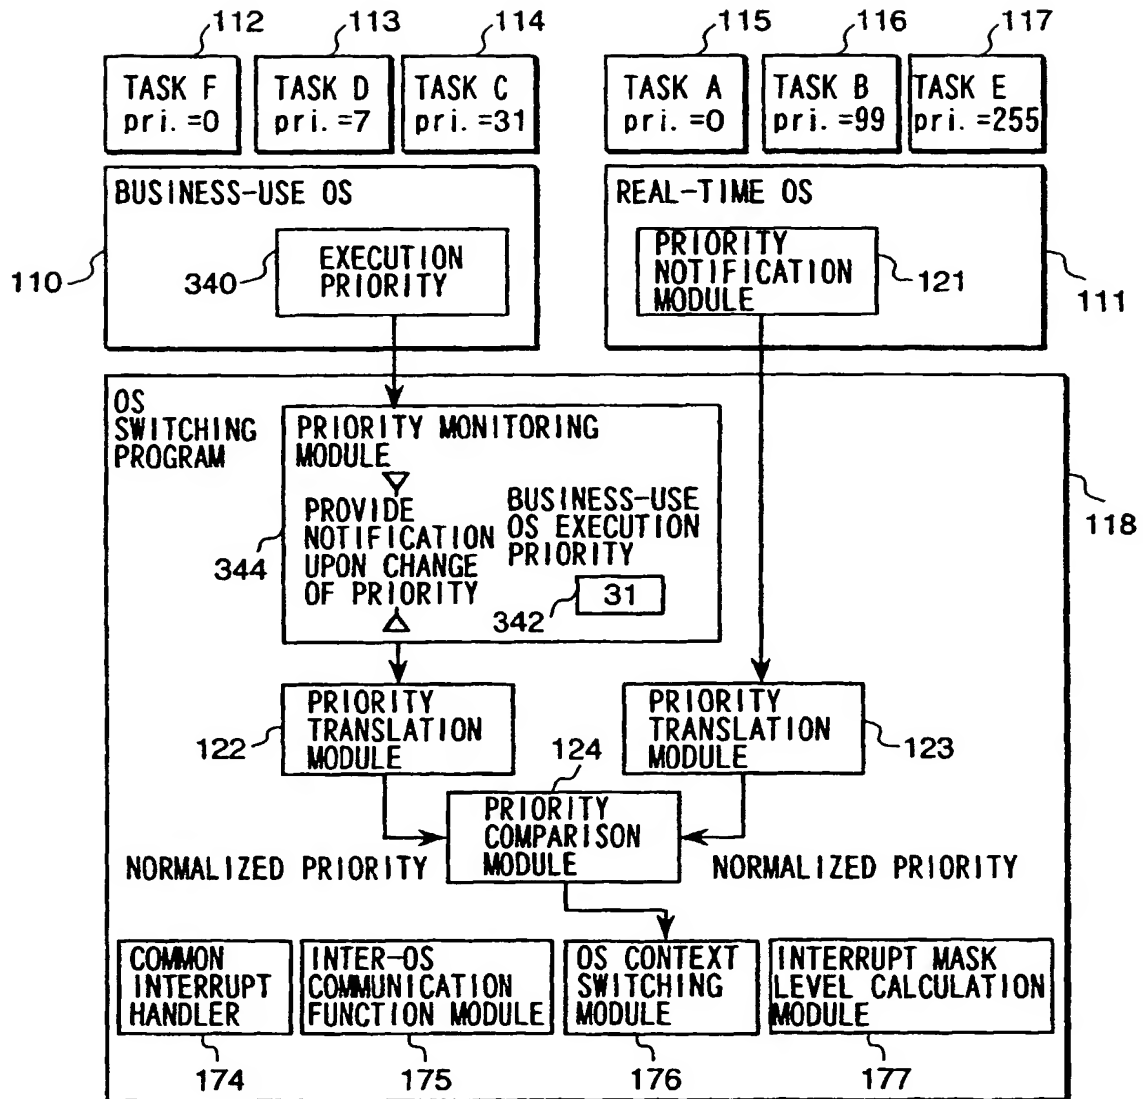 112
113
114
115
116
117
TASK F
pri.=0
TASK D
pri.=7
TASK C
pri.=31
TASK A
pri.=0
TASK B
pri.=99
TASK E
pri.=255
BUSINESS-USE OS
EXECUTION
PRIORITY
110
340
REAL-TIME OS
PRIORITY
NOTIFICATION
MODULE
121
111
OS
SWITCHING
PROGRAM
118
PRIORITY MONITORING
MODULE
PROVIDE
NOTIFICATION
UPON CHANGE
OF PRIORITY
BUSINESS-USE
OS EXECUTION
PRIORITY
31
344
342
PRIORITY
TRANSLATION
MODULE
122
PRIORITY
TRANSLATION
MODULE
123
124
PRIORITY
COMPARISON
MODULE
NORMALIZED PRIORITY
NORMALIZED PRIORITY
COMMON
INTERRUPT
HANDLER
INTER-OS
COMMUNICATION
FUNCTION MODULE
OS CONTEXT
SWITCHING
MODULE
INTERRUPT MASK
LEVEL CALCULATION
MODULE
174
175
176
177